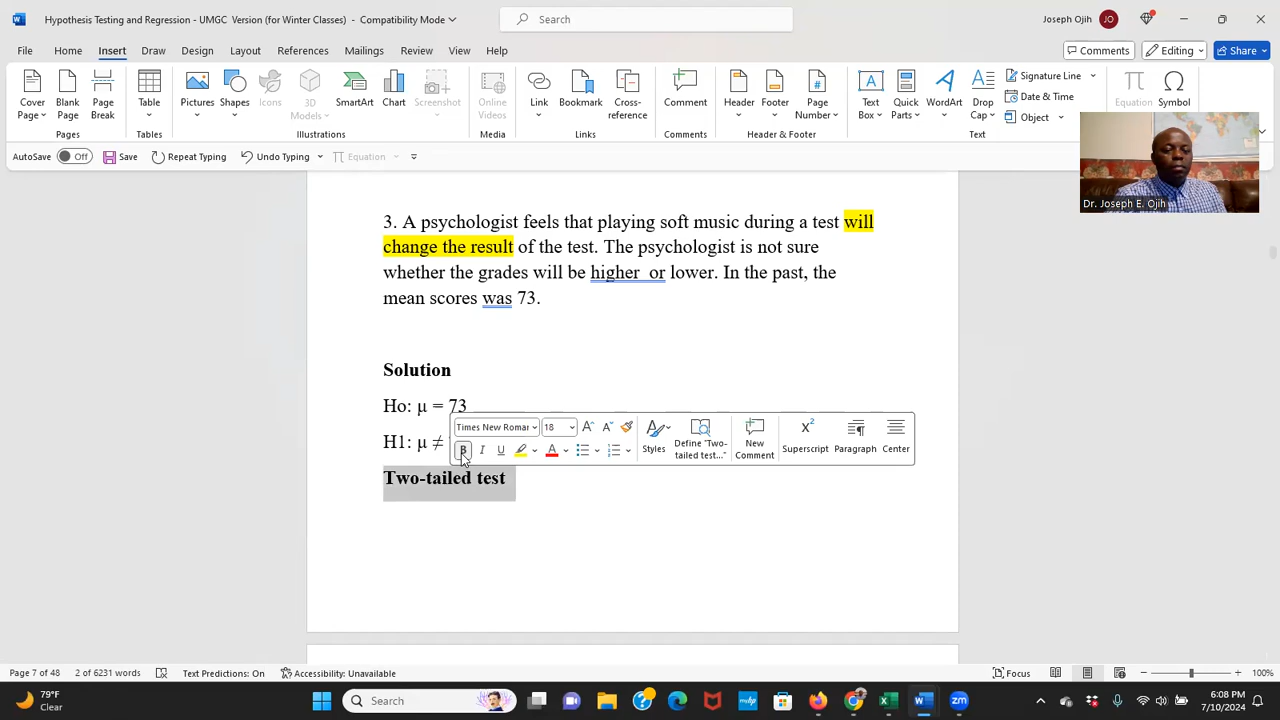 Hypothesis Testing and Regression - UMGC Version (for Winter Classes) • Compatibility Mode
Search
Joseph Ojih
JO
File Home Insert Draw Design Layout References Mailings Review View Help
Comments Editing Share
Cover Page
Blank Page
Page Break
Table
Pictures
Shapes
Icons
3D Models
SmartArt
Chart
Screenshot
Online Videos
Link
Bookmark
Cross-reference
Comment
Header
Footer
Page Number
Text Box
Quick Parts
WordArt
Drop Cap
Signature Line
Date & Time
Object
Equation
Symbol
Pages Tables Illustrations Media Links Comments Header & Footer Text
AutoSave Off Save Repeat Typing Undo Typing Equation
Dr. Joseph E. Ojih
3. A psychologist feels that playing soft music during a test will
change the result of the test. The psychologist is not sure
whether the grades will be higher or lower. In the past, the
mean scores was 73.
Solution
Ho: μ = 73
H1: μ ≠
Times New Roman 18
B I U
Styles
Define "Two-tailed test..."
New Comment
Superscript
Paragraph
Center
Two-tailed test
Page 7 of 48 2 of 6231 words Text Predictions: On Accessibility: Unavailable
Focus
100%
79°F
Clear
Search
6:08 PM
7/10/2024